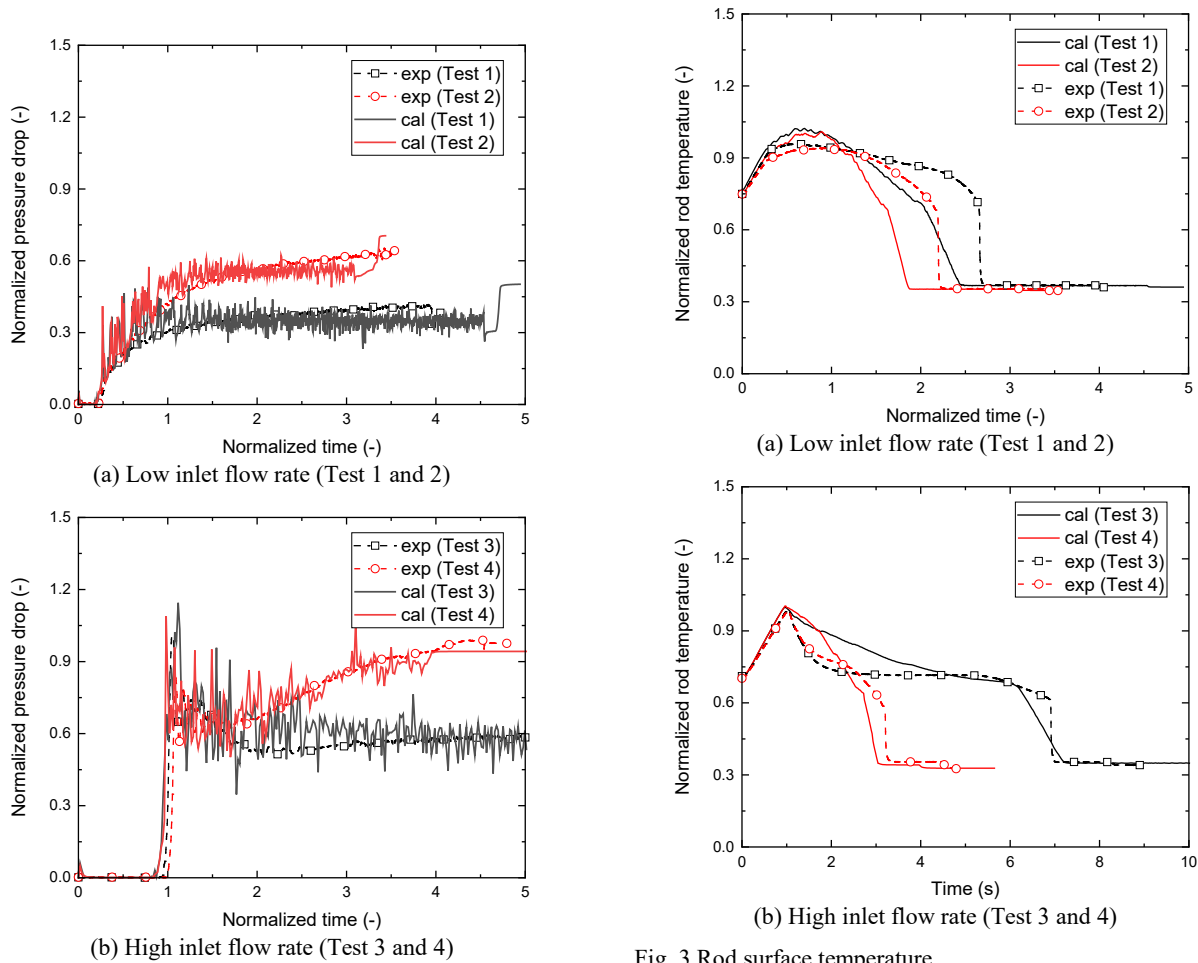 1.5
1.2
0.9
0.6
0.3
0.0
Normalized pressure drop (-)
exp (Test 1)
exp (Test 2)
cal (Test 1)
cal (Test 2)
0 1 2 3 4 5
Normalized time (-)
(a) Low inlet flow rate (Test 1 and 2)
1.5
1.2
0.9
0.6
0.3
0.0
Normalized pressure drop (-)
exp (Test 3)
exp (Test 4)
cal (Test 3)
cal (Test 4)
0 1 2 3 4 5
Normalized time (-)
(b) High inlet flow rate (Test 3 and 4)
1.5
1.2
0.9
0.6
0.3
0.0
Normalized rod temperature (-)
cal (Test 1)
cal (Test 2)
exp (Test 1)
exp (Test 2)
0 1 2 3 4 5
Normalized time (-)
(a) Low inlet flow rate (Test 1 and 2)
1.5
1.2
0.9
0.6
0.3
0.0
Normalized rod temperature (-)
cal (Test 3)
cal (Test 4)
exp (Test 3)
exp (Test 4)
0 2 4 6 8 10
Time (s)
(b) High inlet flow rate (Test 3 and 4)
Fig. 3 Rod surface temperature